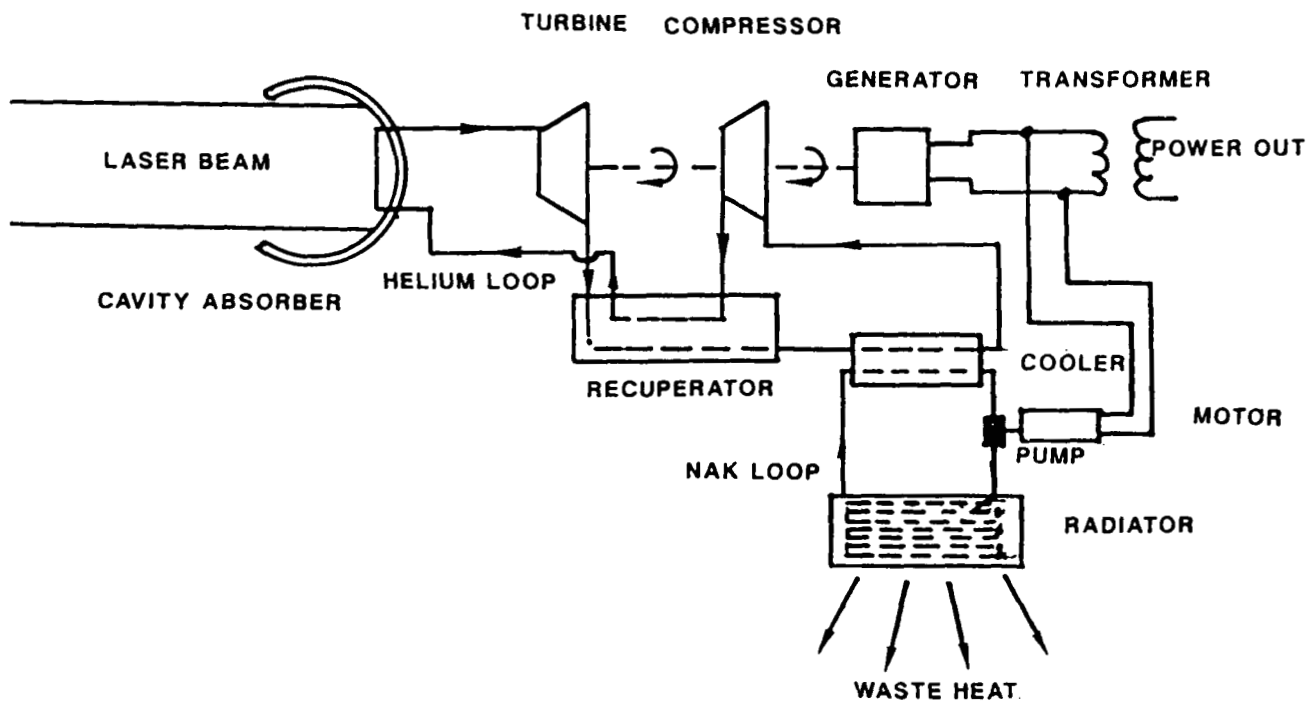 TURBINE COMPRESSOR
GENERATOR TRANSFORMER
LASER BEAM
POWER OUT
HELIUM LOOP
CAVITY ABSORBER
COOLER
RECUPERATOR
MOTOR
PUMP
NAK LOOP
RADIATOR
WASTE HEAT.